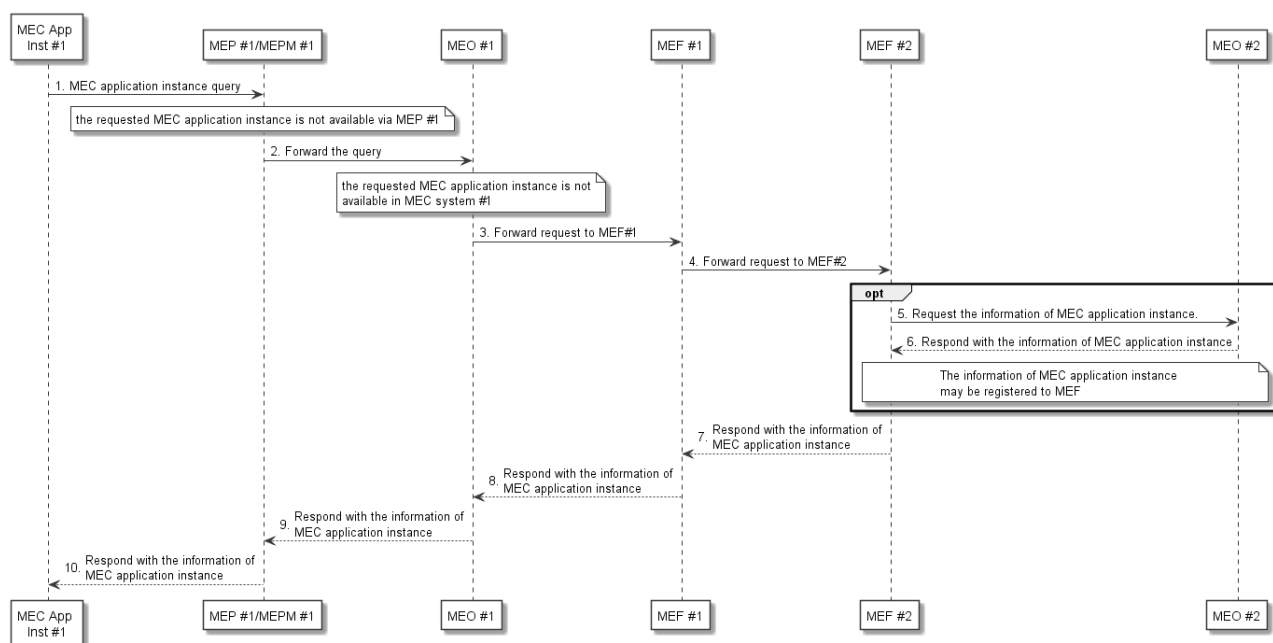 MEC App
Inst #1
MEP #1/MEPM #1
MEO #1
MEF #1
MEF #2
MEO #2
1. MEC application instance query
the requested MEC application instance is not available via MEP #1
2. Forward the query
the requested MEC application instance is not
available in MEC system #1
3. Forward request to MEF#1
4. Forward request to MEF#2
opt
5. Request the information of MEC application instance.
6. Respond with the information of MEC application instance
The information of MEC application instance
may be registered to MEF
7. Respond with the information of
MEC application instance
8. Respond with the information of
MEC application instance
9. Respond with the information of
MEC application instance
10. Respond with the information of
MEC application instance
MEC App
Inst #1
MEP #1/MEPM #1
MEO #1
MEF #1
MEF #2
MEO #2